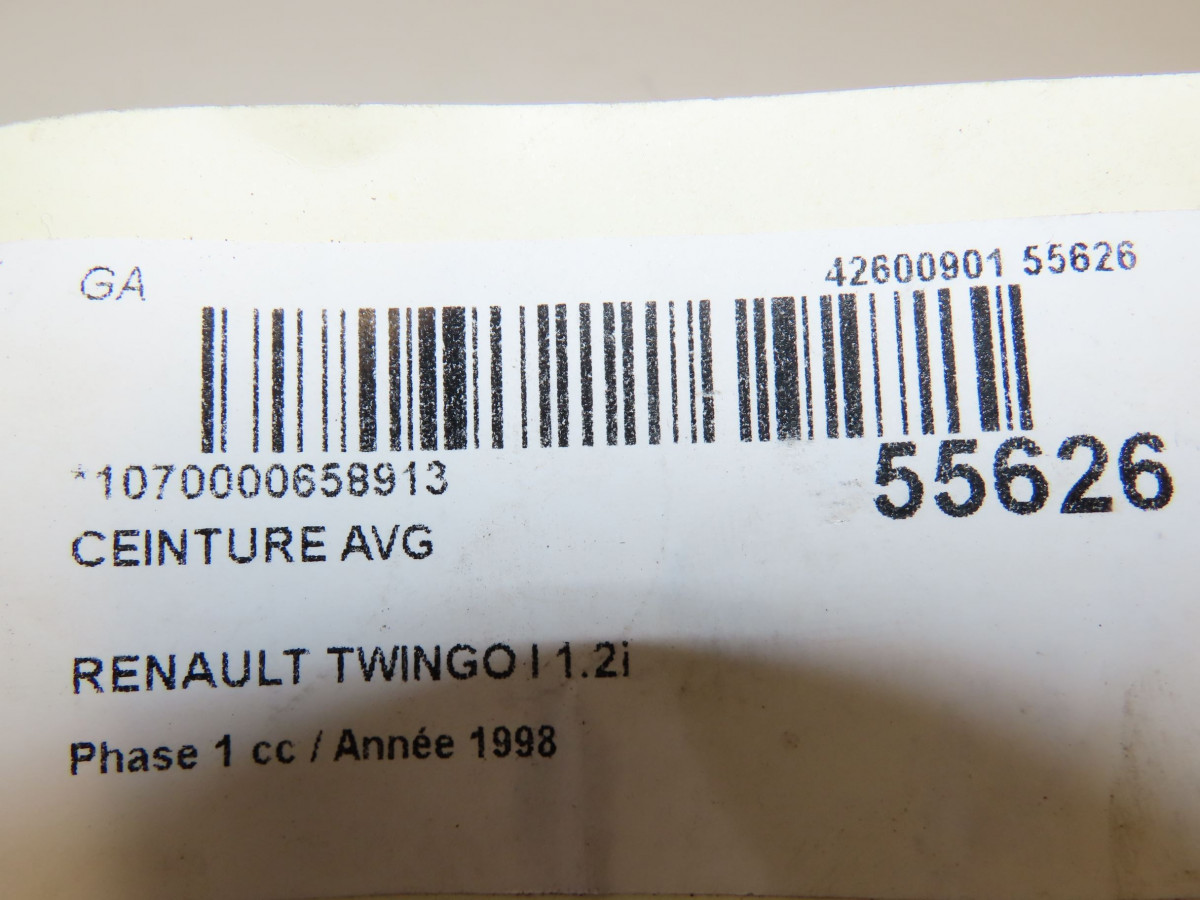 GA
42600901 55626
*1070000658913
55626
CEINTURE AVG
RENAULT TWINGO I 1.2i
Phase 1 cc / Année 1998